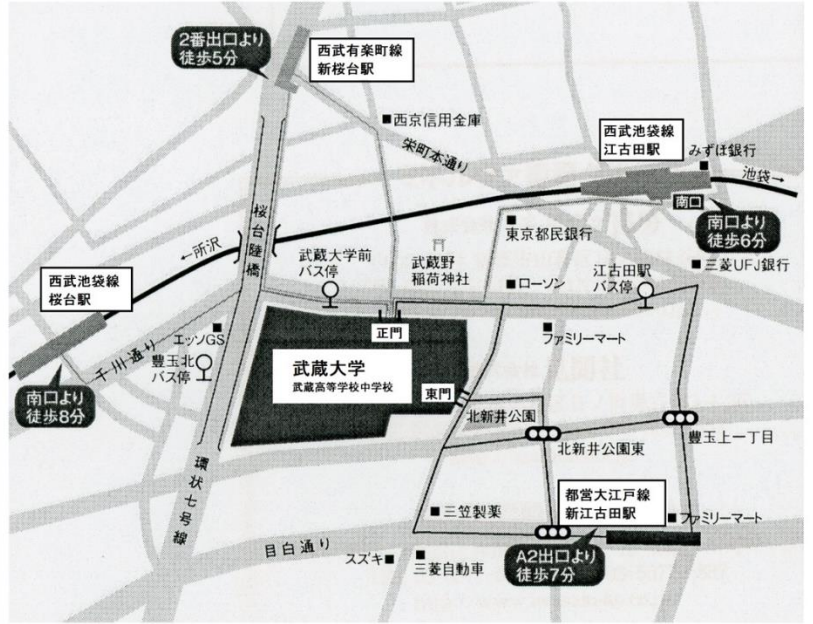 2番出口より
徒歩5分
西武有楽町線
新桜台駅
■西京信用金庫
栄町本通り
西武池袋線
江古田駅
みずほ銀行
池袋→
南口
南口より
徒歩6分
桜台陸橋
←所沢
東京都民銀行
武蔵野
稲荷神社
武蔵大学前
バス停
江古田駅
バス停
■三菱UFJ銀行
■ローソン
西武池袋線
桜台駅
正門
エッソGS
ファミリーマート
千川通り
豊玉北
バス停
武蔵大学
武蔵高等学校中学校
東門
南口より
徒歩8分
北新井公園
北新井公園東
豊玉上一丁目
環状七号線
都営大江戸線
新江古田駅
■三笠製薬
■ファミリーマート
目白通り
スズキ■
三菱自動車
A2出口より
徒歩7分